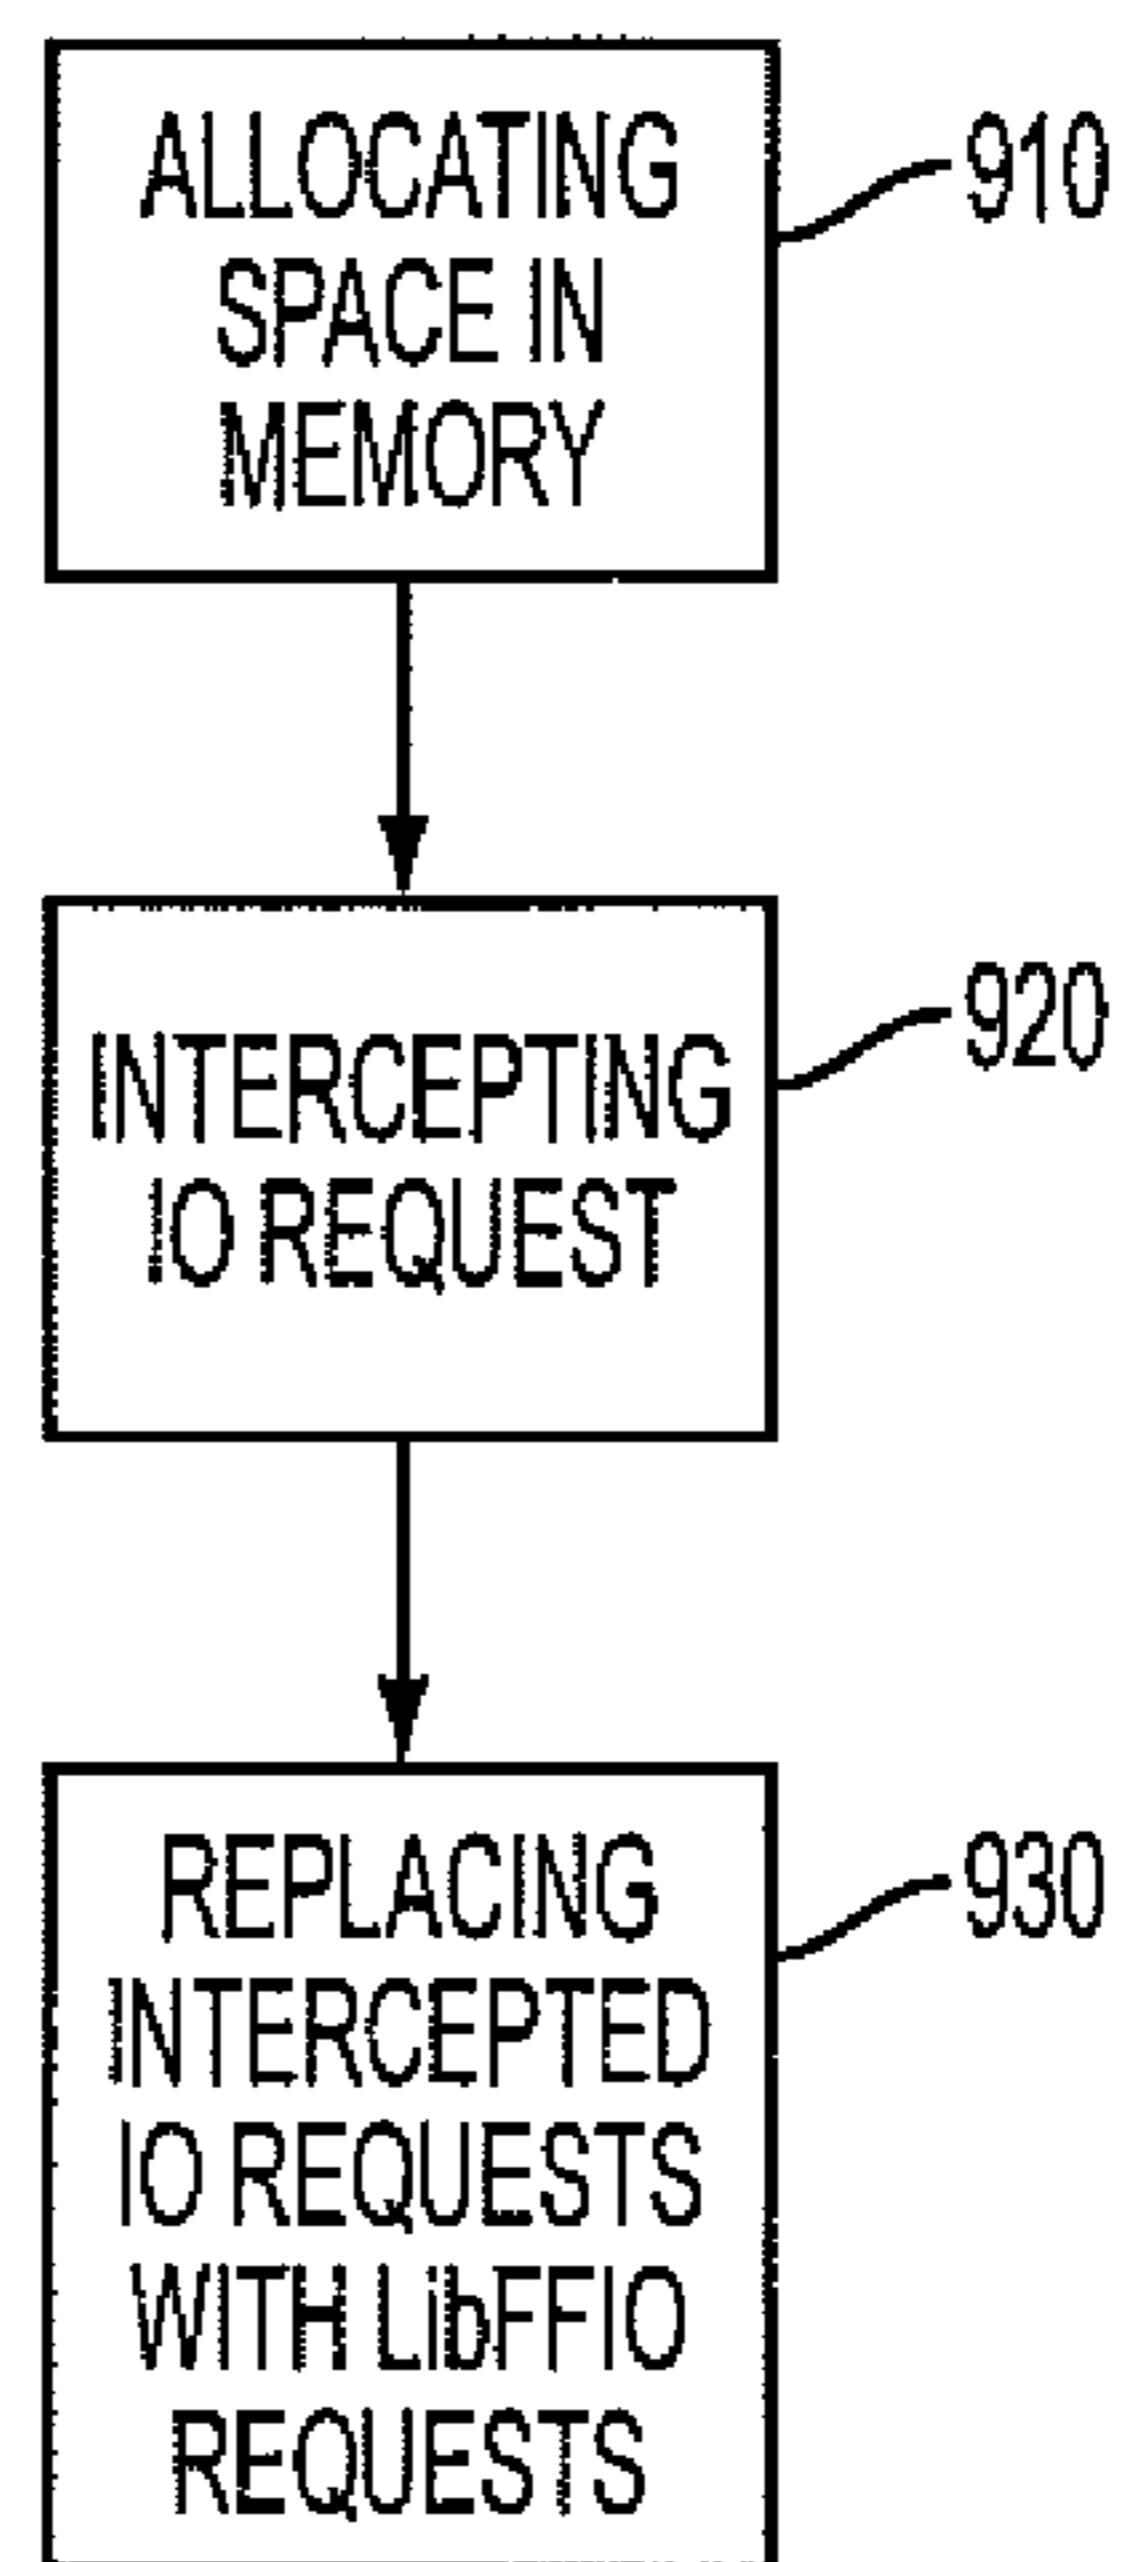 ALLOCATING
SPACE IN
MEMORY
910
INTERCEPTING
IO REQUEST
920
REPLACING
INTERCEPTED
IO REQUESTS
WITH LibFFIO
REQUESTS
930